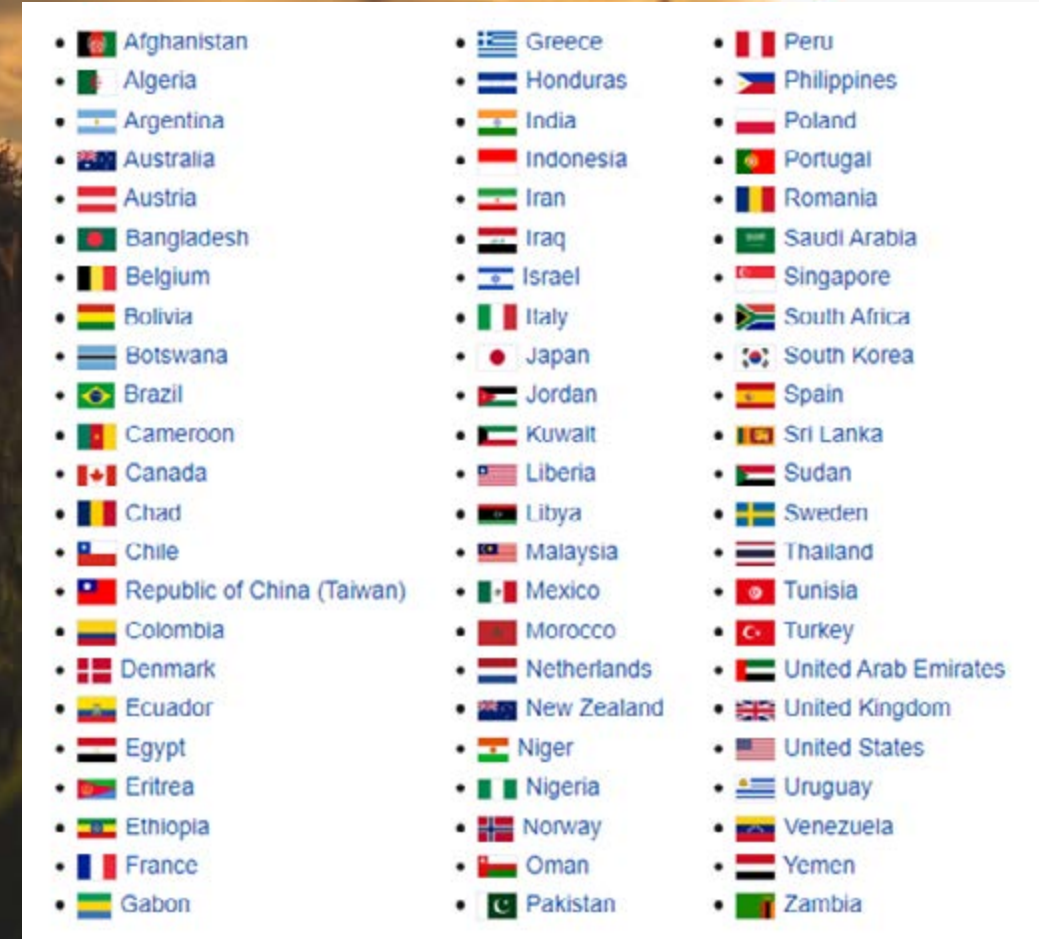 Afghanistan
Algeria
Argentina
Australia
Austria
Bangladesh
Belgium
Bolivia
Botswana
Brazil
Cameroon
Canada
Chad
Chile
Republic of China (Taiwan)
Colombia
Denmark
Ecuador
Egypt
Eritrea
Ethiopia
France
Gabon
Greece
Honduras
India
Indonesia
Iran
Iraq
Israel
Italy
Japan
Jordan
Kuwait
Liberia
Libya
Malaysia
Mexico
Morocco
Netherlands
New Zealand
Niger
Nigeria
Norway
Oman
Pakistan
Peru
Philippines
Poland
Portugal
Romania
Saudi Arabia
Singapore
South Africa
South Korea
Spain
Sri Lanka
Sudan
Sweden
Thailand
Tunisia
Turkey
United Arab Emirates
United Kingdom
United States
Uruguay
Venezuela
Yemen
Zambia